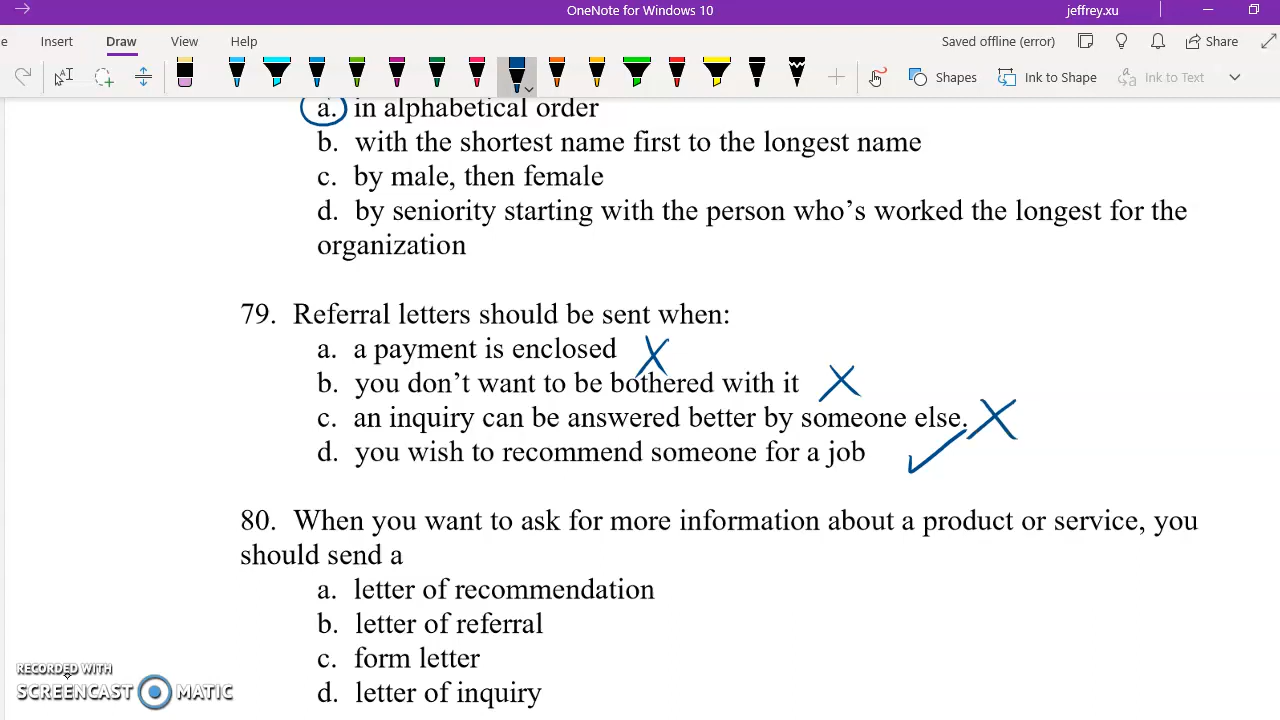 OneNote for Windows 10
jeffrey.xu
e Insert Draw View Help
Saved offline (error)
Share
Shapes
Ink to Shape
Ink to Text
a. in alphabetical order
b. with the shortest name first to the longest name
c. by male, then female
d. by seniority starting with the person who’s worked the longest for the
organization
79. Referral letters should be sent when:
a. a payment is enclosed
b. you don’t want to be bothered with it
c. an inquiry can be answered better by someone else.
d. you wish to recommend someone for a job
80. When you want to ask for more information about a product or service, you
should send a
a. letter of recommendation
b. letter of referral
c. form letter
d. letter of inquiry
RECORDED WITH
SCREENCAST MATIC